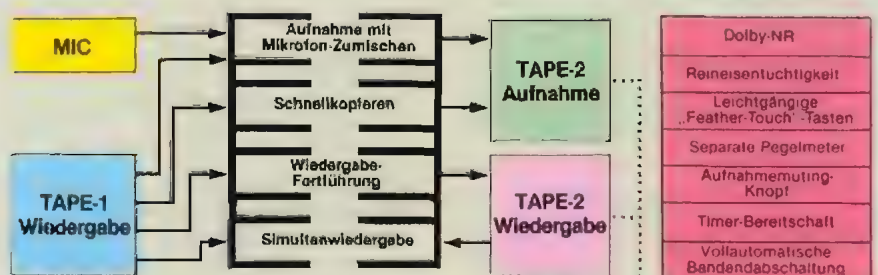 MIC
TAPE-1
Wiedergabe
Aufnahme mit
Mikrofon-Zumischen
Schnellkopieren
Wiedergabe-
Fortführung
Simultanwiedergabe
TAPE-2
Aufnahme
TAPE-2
Wiedergabe
Dolby-NR
Reineisentüchtigkeit
Leichtgängige
„Feather-Touch'-Tasten
Separate Pegelmeter
Aufnahmemuting-
Knopf
Timer-Bereitschaft
Vollautomatische
Bandendabschaltung